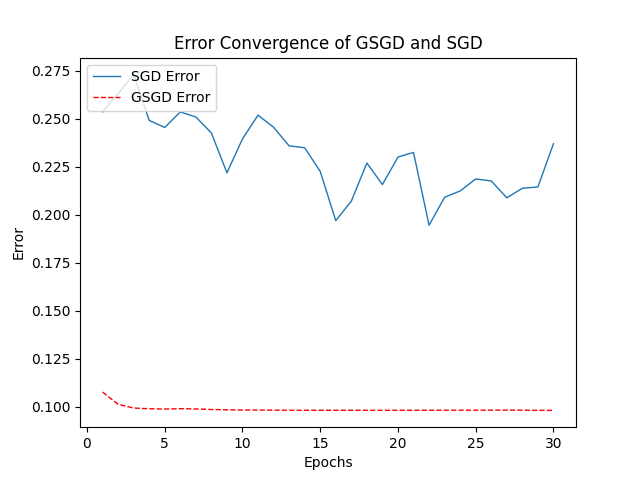 Error Convergence of GSGD and SGD
SGD Error
GSGD Error
0.275
0.250
0.225
0.200
0.175
0.150
0.125
0.100
Error
0 5 10 15 20 25 30
Epochs